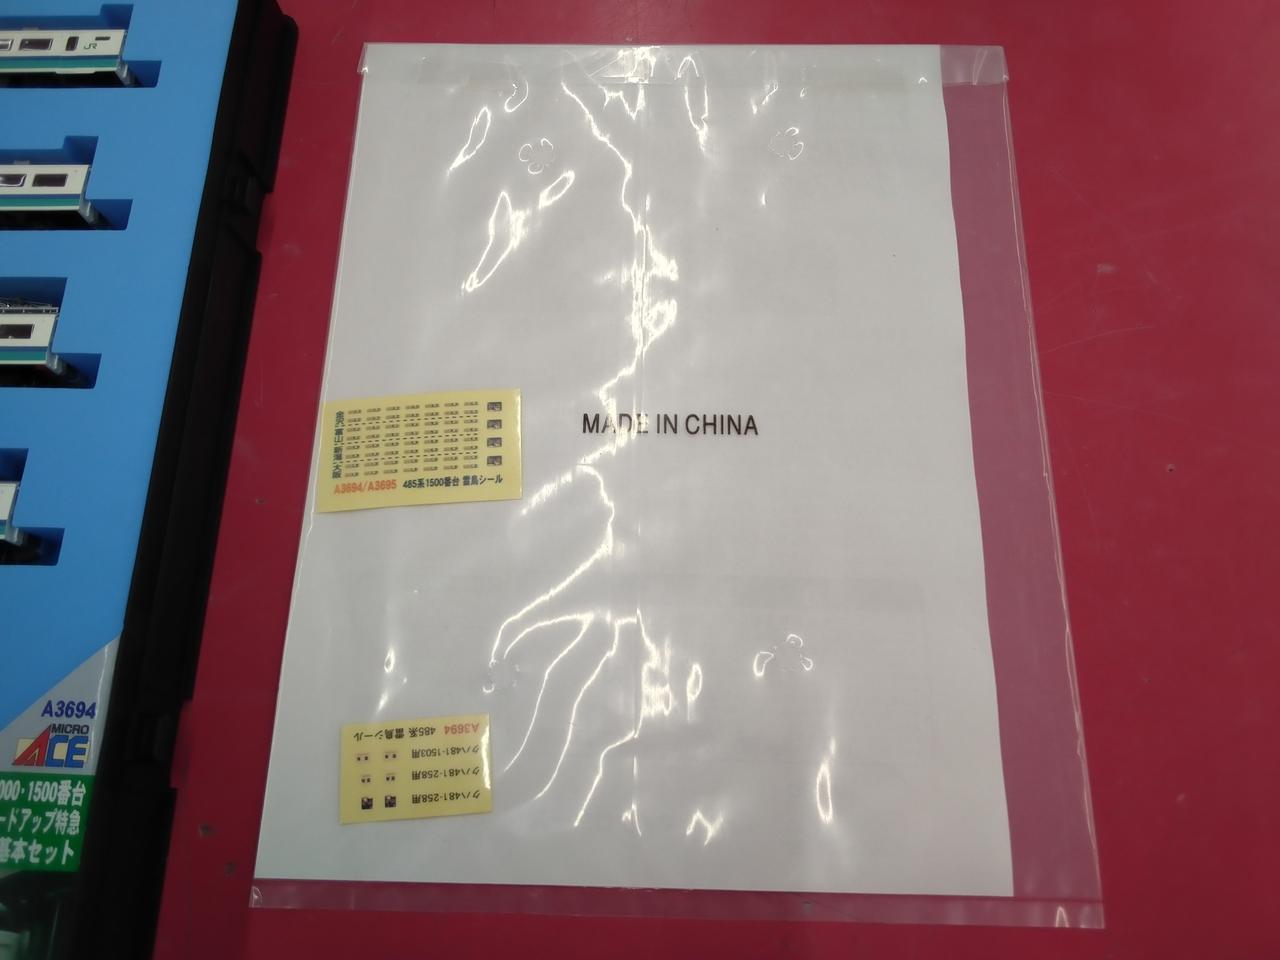 JR
A3694
MICRO
ACE
000・1500番台
ードアップ特急
基本セット
MADE IN CHINA
A3694/A3695 485系1500番台 雷鳥シール
A3694 485系 雷鳥シール
クハ481-1503用
クハ481-258用
クハ481-258用